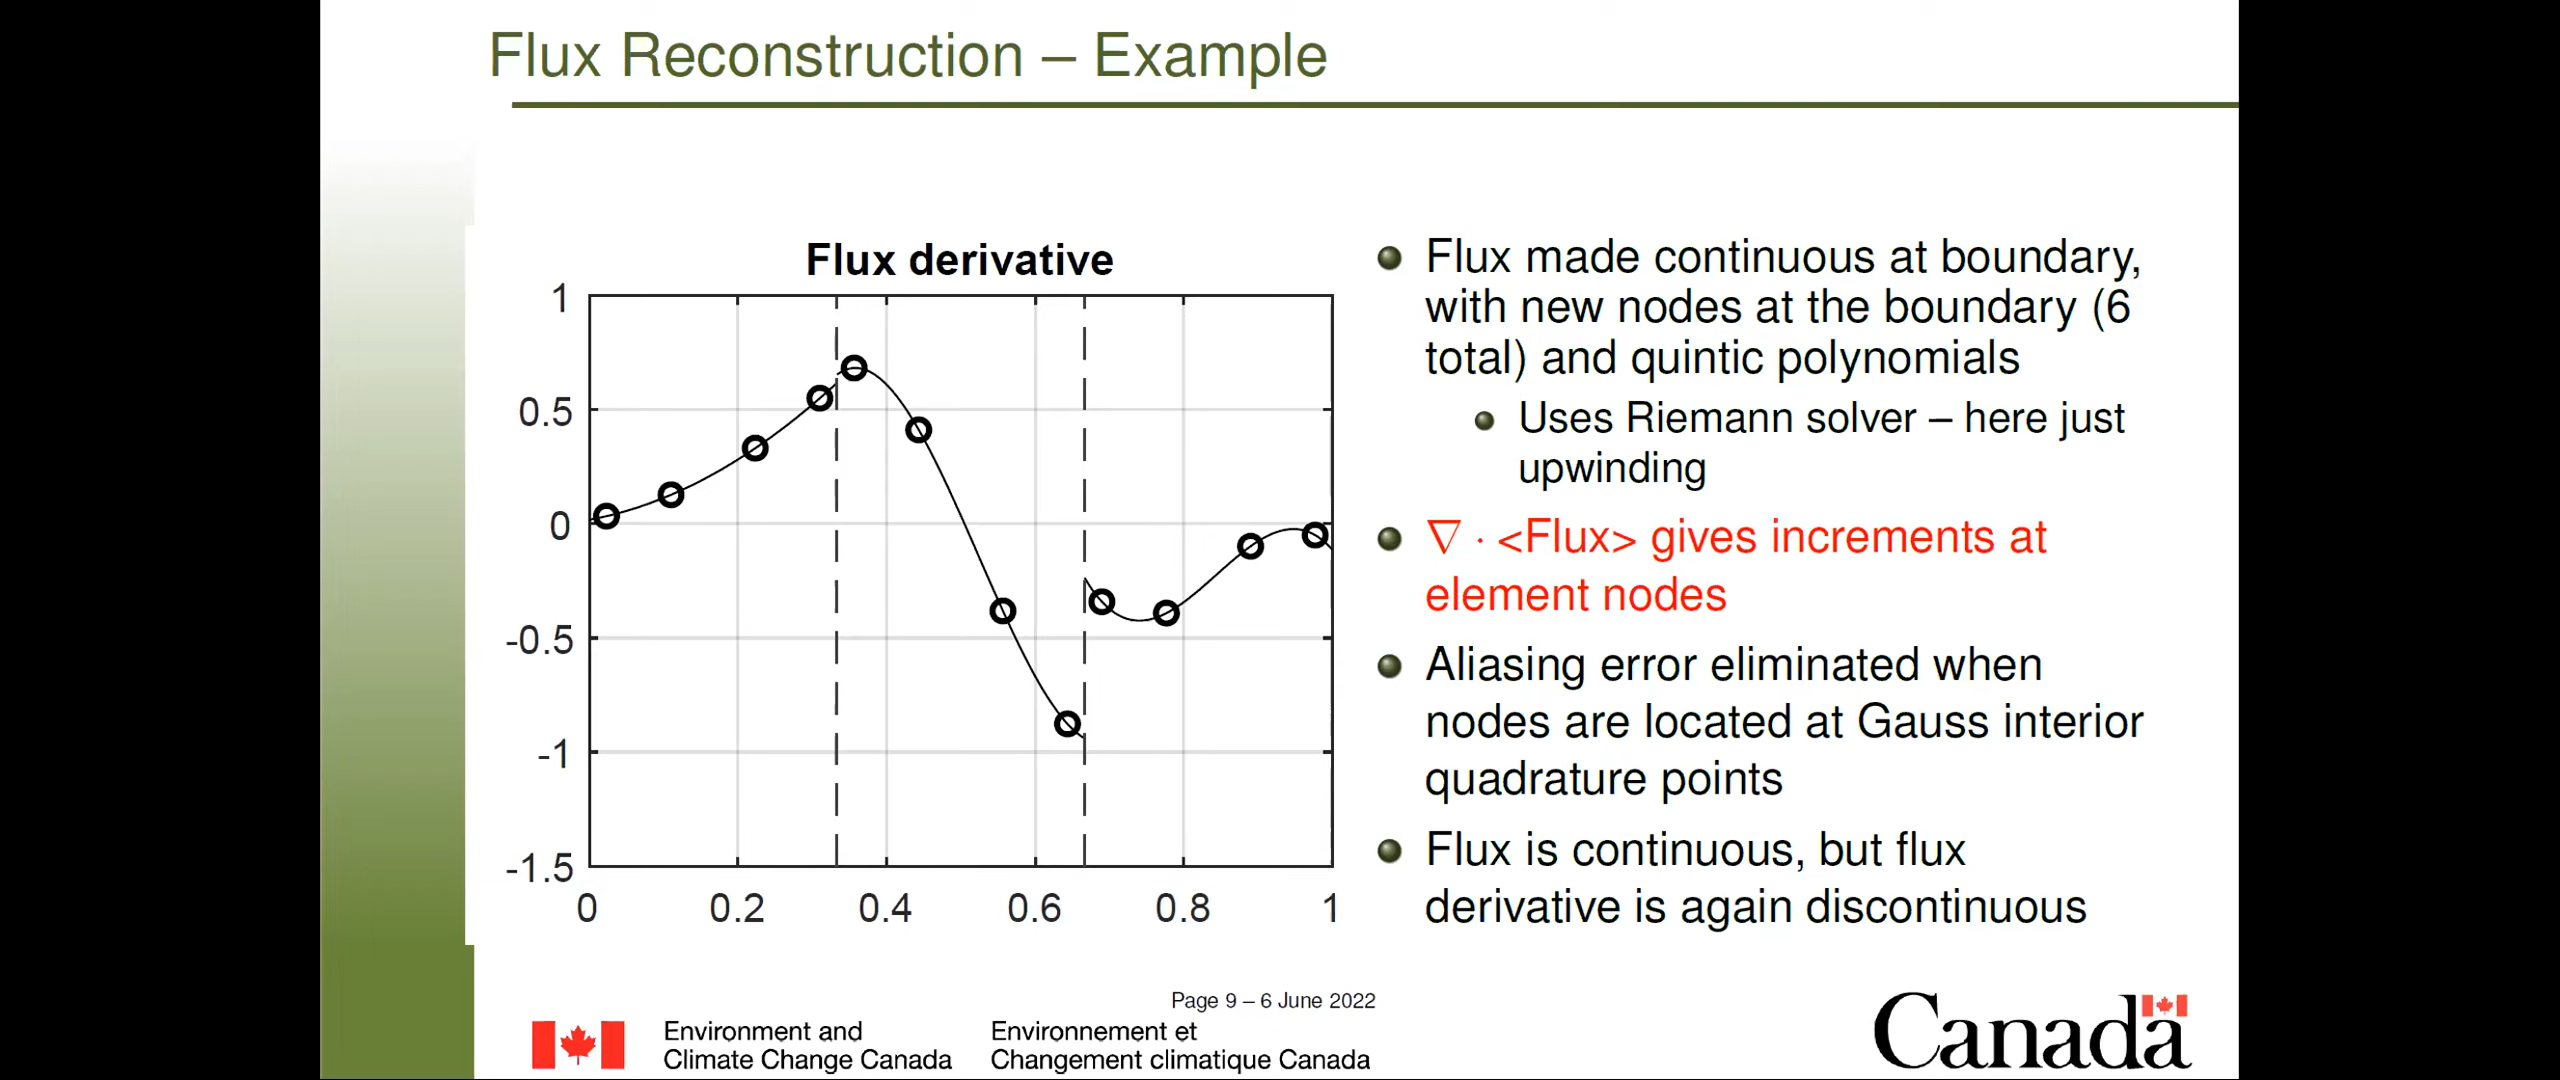 Flux Reconstruction – Example
Flux derivative
1
0.5
0
-0.5
-1
-1.5
0 0.2 0.4 0.6 0.8 1
Flux made continuous at boundary,
with new nodes at the boundary (6
total) and quintic polynomials
Uses Riemann solver – here just
upwinding
∇ · <Flux> gives increments at
element nodes
Aliasing error eliminated when
nodes are located at Gauss interior
quadrature points
Flux is continuous, but flux
derivative is again discontinuous
Page 9 – 6 June 2022
Environment and
Climate Change Canada
Environnement et
Changement climatique Canada
Canada